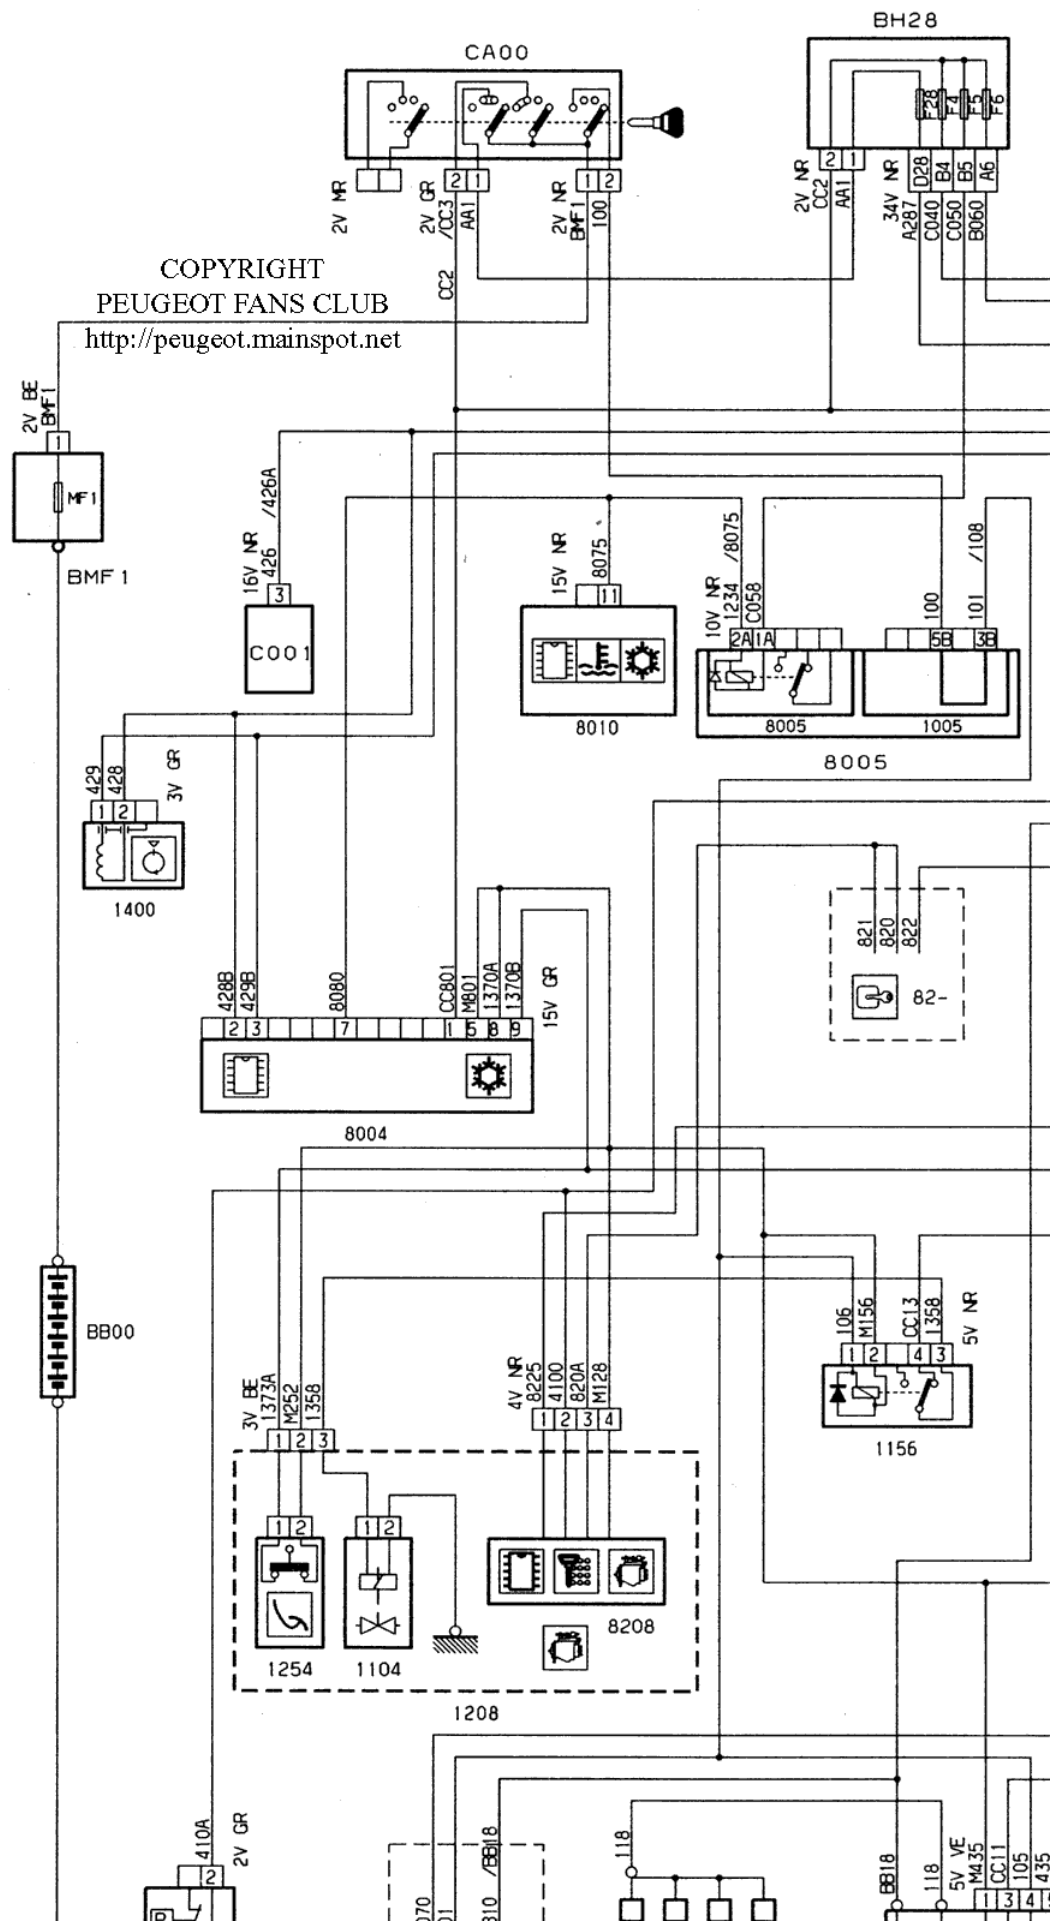 BH28
CA00
F28
F4
F5
F6
2 1
D28
B4
B5
A6
2 1
1 2
2V MR
2V GR
/CC3
AA1
2V NR
BMF1
100
2V NR
CC2
AA1
34V NR
A287
C040
C050
B060
CC2
COPYRIGHT
PEUGEOT FANS CLUB
http://peugeot.mainspot.net
2V BE
BMF1
1
MF1
BMF1
/426A
16V NR
426
3
C001
15V NR
8075
11
8010
/8075
10V NR
1234
C058
2A 1A
/108
100
101
5B 3B
8005
1005
8005
429
428
3V GR
1 2
1400
821
820
822
82-
428B
429B
8080
CC801
M801
1370A
1370B
15V GR
2 3 7 1 5 8 9
8004
BB00
106
M156
CC13
1358
5V NR
1 2 4 3
1156
3V BE
1373A
M252
1358
1 2 3
4V NR
8225
4100
820A
M128
1 2 3 4
1 2
1 2
1254
1104
8208
1208
410A
2V GR
2
P
/BB18
070
01
810
118
BB18
118
5V VE
M435
CC11
105
435
1 3 4